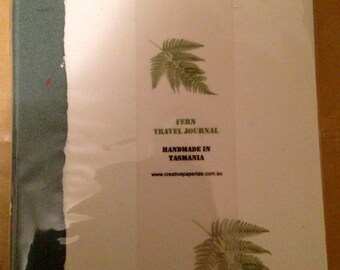 FERN
TRAVEL JOURNAL
HANDMADE IN
TASMANIA
www.creativepapertas.com.au